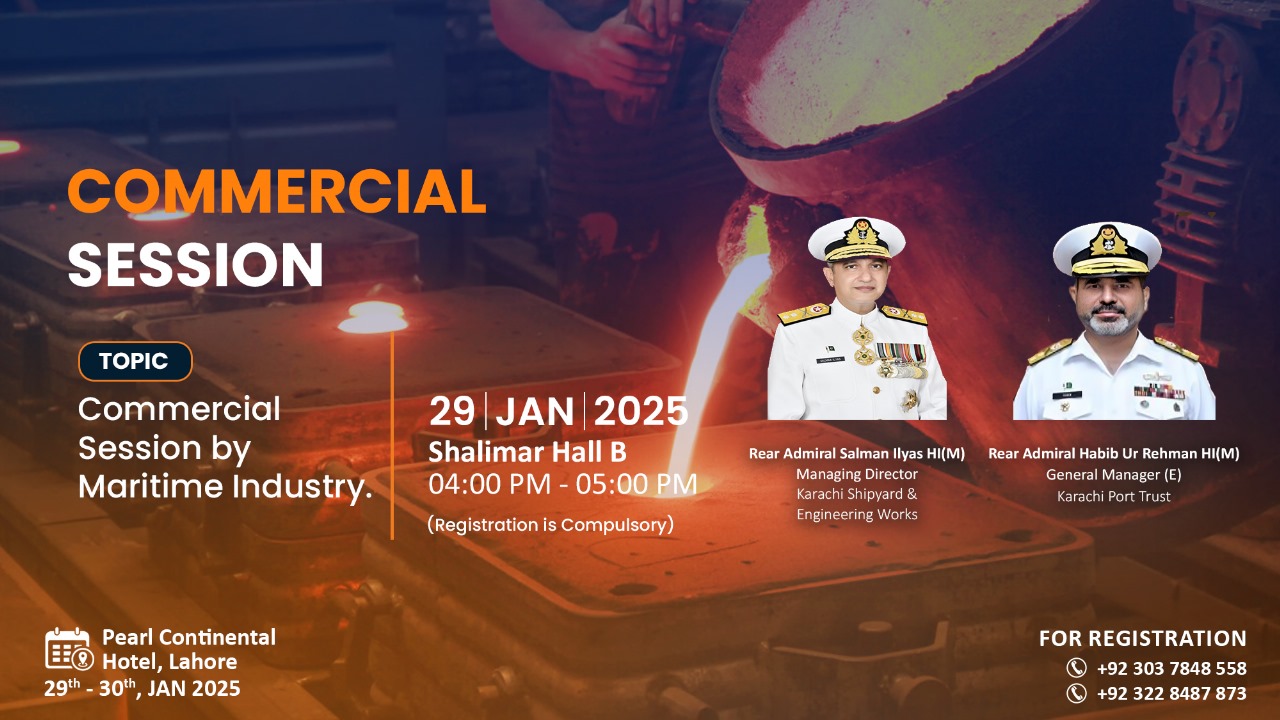 COMMERCIAL
SESSION
TOPIC
Commercial
Session by
Maritime Industry.
29 | JAN | 2025
Shalimar Hall B
04:00 PM - 05:00 PM
(Registration is Compulsory)
Rear Admiral Salman Ilyas HI(M)
Managing Director
Karachi Shipyard &
Engineering Works
Rear Admiral Habib Ur Rehman HI(M)
General Manager (E)
Karachi Port Trust
Pearl Continental
Hotel, Lahore
29th - 30th, JAN 2025
FOR REGISTRATION
+92 303 7848 558
+92 322 8487 873